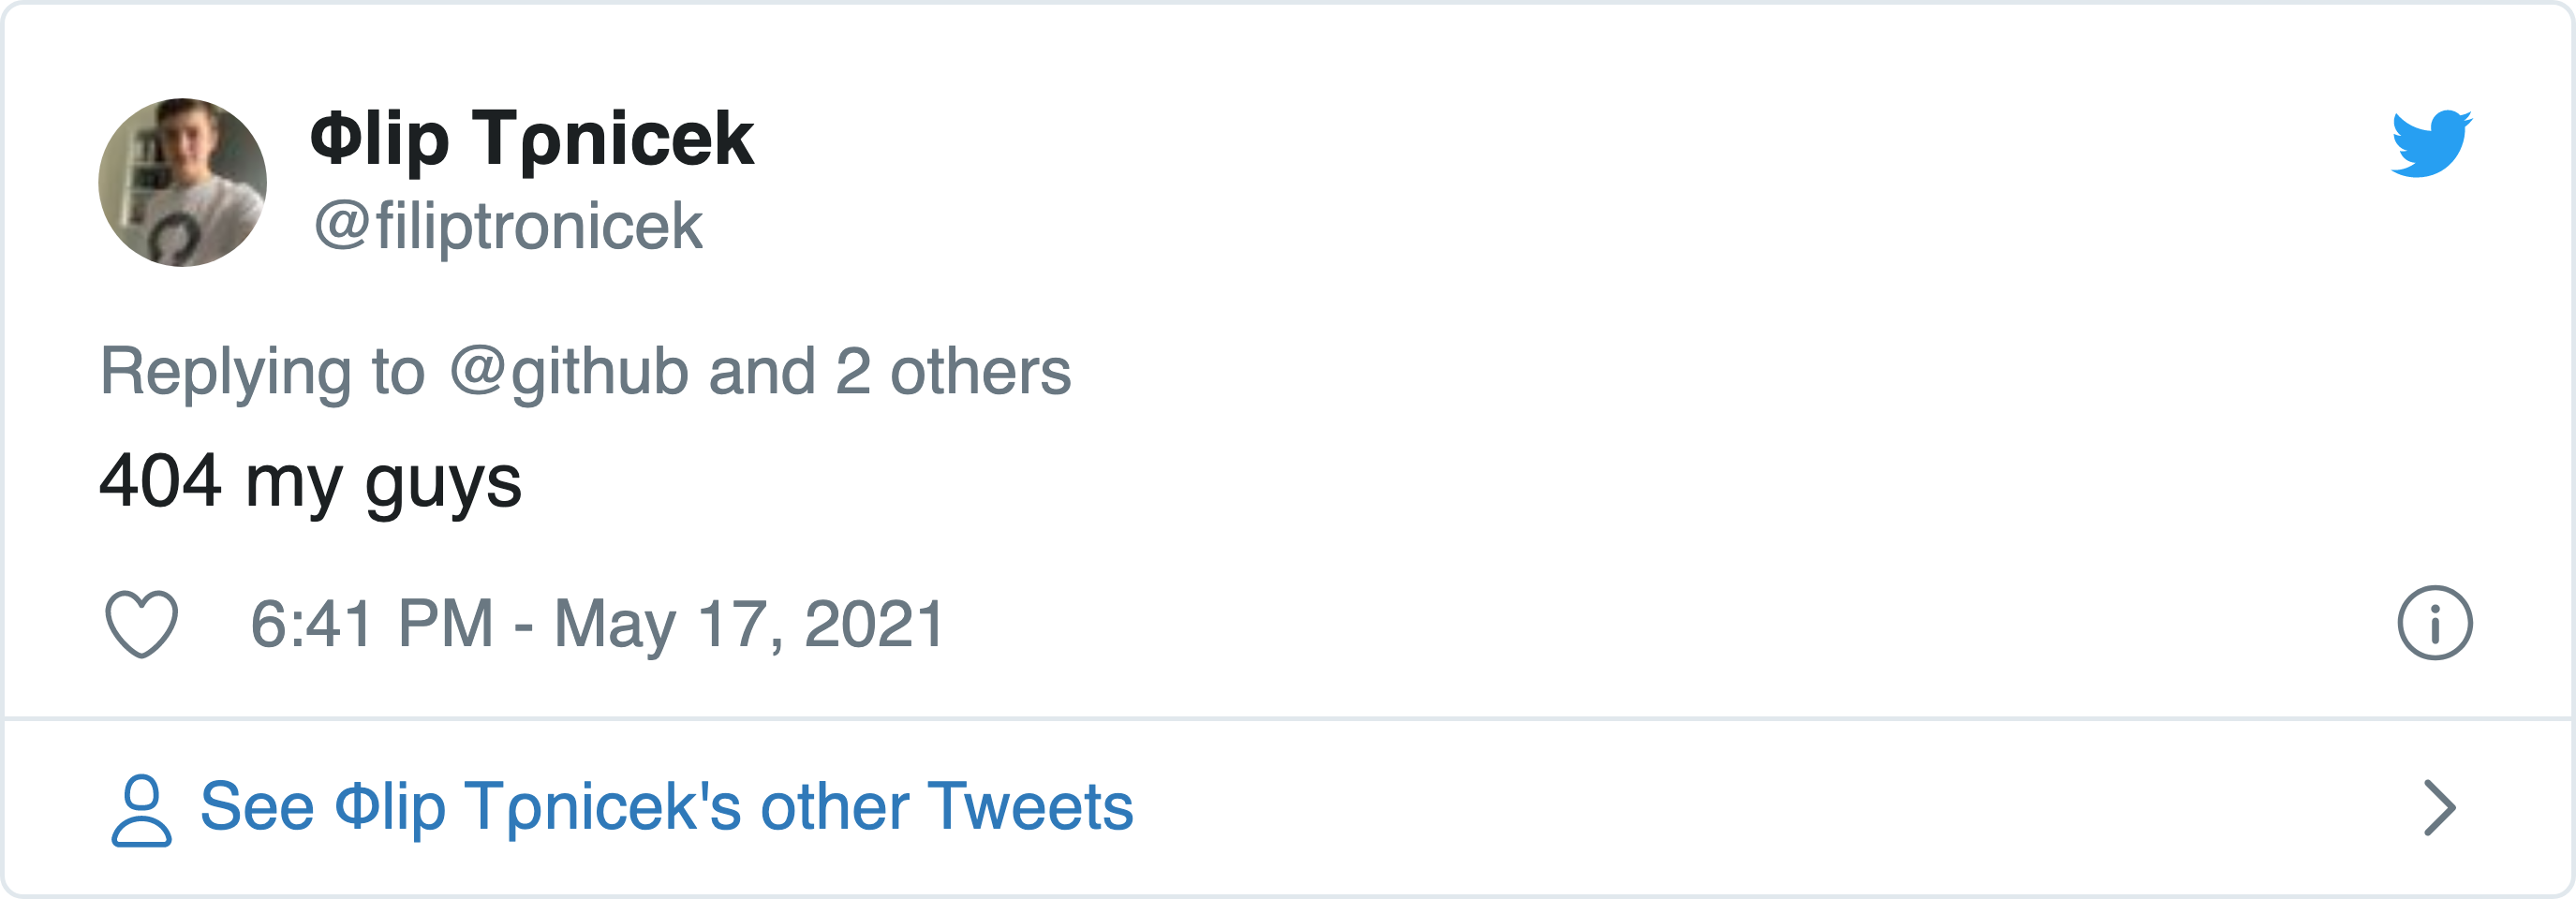 Φlip Tρnicek
@filiptronicek
Replying to @github and 2 others
404 my guys
6:41 PM - May 17, 2021
See Φlip Tρnicek's other Tweets